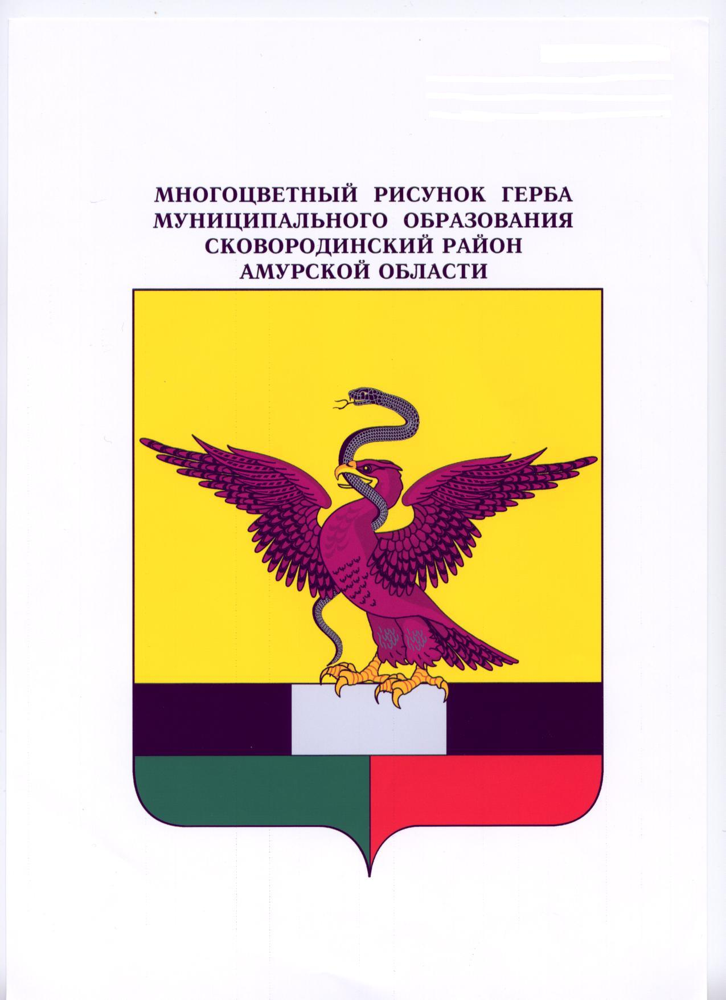 МНОГОЦВЕТНЫЙ РИСУНОК ГЕРБА
МУНИЦИПАЛЬНОГО ОБРАЗОВАНИЯ
СКОВОРОДИНСКИЙ РАЙОН
АМУРСКОЙ ОБЛАСТИ